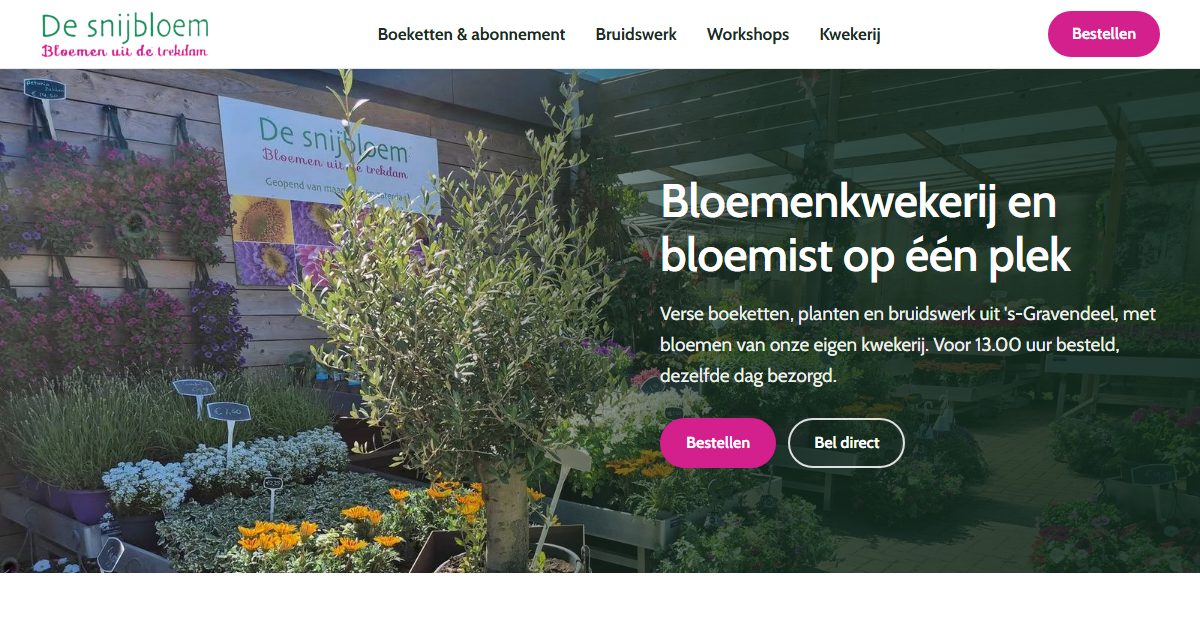 De snijbloem
Bloemen uit de trekdam
Boeketten & abonnement
Bruidswerk
Workshops
Kwekerij
Bestellen
De snijbloem
Bloemen uit de trekdam
Geopend van
Bloemenkwekerij en
bloemist op één plek
Verse boeketten, planten en bruidswerk uit 's-Gravendeel, met
bloemen van onze eigen kwekerij. Voor 13.00 uur besteld,
dezelfde dag bezorgd.
Bestellen
Bel direct